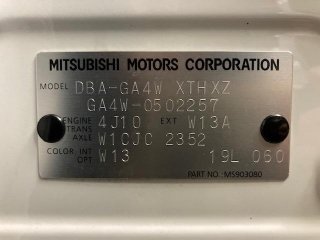 MITSUBISHI MOTORS CORPORATION
MODEL DBA-GA4W XTHXZ
GA4W-0502257
ENGINE 4J10 EXT W13A
TRANS AXLE W1CJC 2352
COLOR INT OPT W13 19L 060
PART NO. MS903080